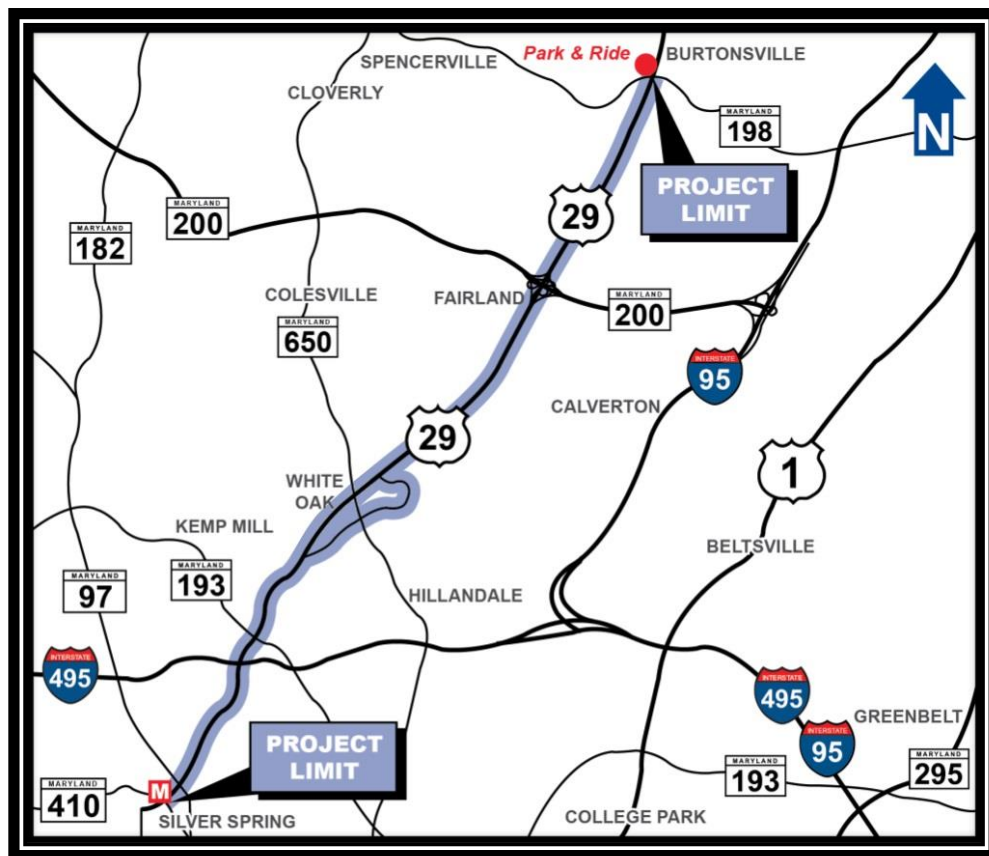 Park & Ride
BURTONSVILLE
SPENCERVILLE
CLOVERLY
MARYLAND
198
N
PROJECT
LIMIT
29
MARYLAND
200
MARYLAND
182
COLESVILLE
FAIRLAND
MARYLAND
200
MARYLAND
650
INTERSTATE
95
CALVERTON
29
1
WHITE
OAK
KEMP MILL
BELTSVILLE
MARYLAND
193
MARYLAND
97
HILLANDALE
INTERSTATE
495
INTERSTATE
495
GREENBELT
INTERSTATE
95
PROJECT
LIMIT
MARYLAND
193
MARYLAND
295
MARYLAND
410
M
SILVER SPRING
COLLEGE PARK